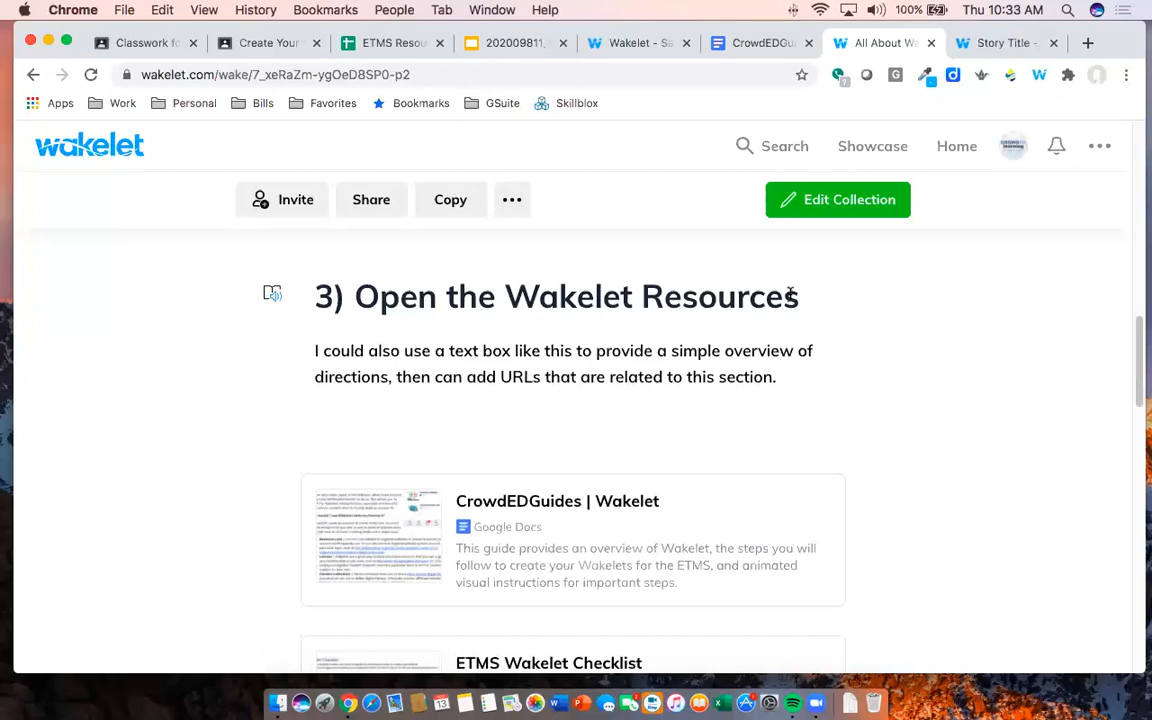 Chrome File Edit View History Bookmarks People Tab Window Help 100% Thu 10:33 AM
Classwork fo Create Your ETMS Resou 202009811_ Wakelet - Sa CrowdEDGu All About Wa Story Title -
wakelet.com/wake/7_xeRaZm-ygOeD8SP0-p2
Apps Work Personal Bills Favorites Bookmarks GSuite Skillblox
wakelet Search Showcase Home
Invite Share Copy Edit Collection
3) Open the Wakelet Resources
I could also use a text box like this to provide a simple overview of
directions, then can add URLs that are related to this section.
CrowdEDGuides | Wakelet
Google Docs
This guide provides an overview of Wakelet, the steps you will
follow to create your Wakelets for the ETMS, and animated
visual instructions for important steps.
ETMS Wakelet Checklist